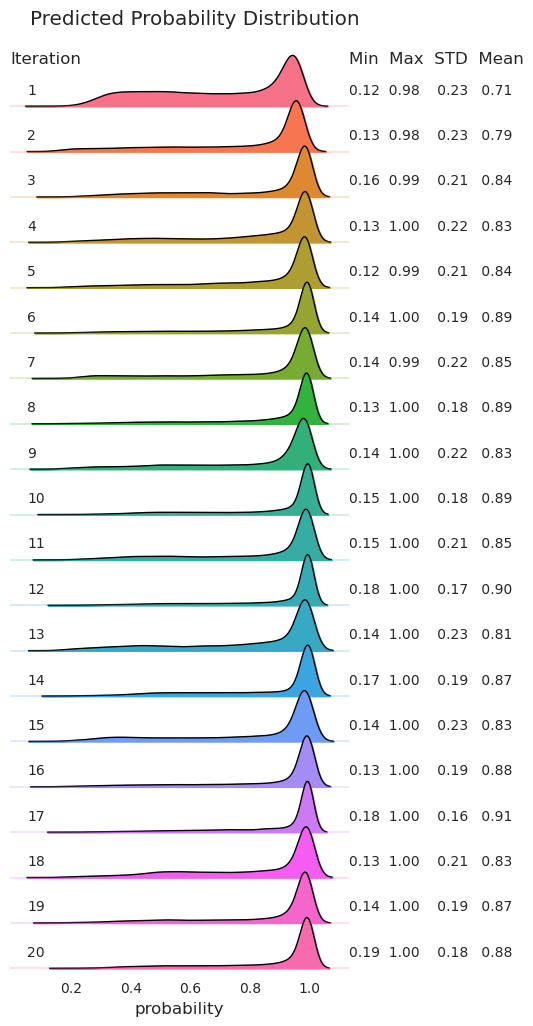 Predicted Probability Distribution
Iteration Min Max STD Mean
1 0.12 0.98 0.23 0.71
2 0.13 0.98 0.23 0.79
3 0.16 0.99 0.21 0.84
4 0.13 1.00 0.22 0.83
5 0.12 0.99 0.21 0.84
6 0.14 1.00 0.19 0.89
7 0.14 0.99 0.22 0.85
8 0.13 1.00 0.18 0.89
9 0.14 1.00 0.22 0.83
10 0.15 1.00 0.18 0.89
11 0.15 1.00 0.21 0.85
12 0.18 1.00 0.17 0.90
13 0.14 1.00 0.23 0.81
14 0.17 1.00 0.19 0.87
15 0.14 1.00 0.23 0.83
16 0.13 1.00 0.19 0.88
17 0.18 1.00 0.16 0.91
18 0.13 1.00 0.21 0.83
19 0.14 1.00 0.19 0.87
20 0.19 1.00 0.18 0.88
0.2 0.4 0.6 0.8 1.0
probability